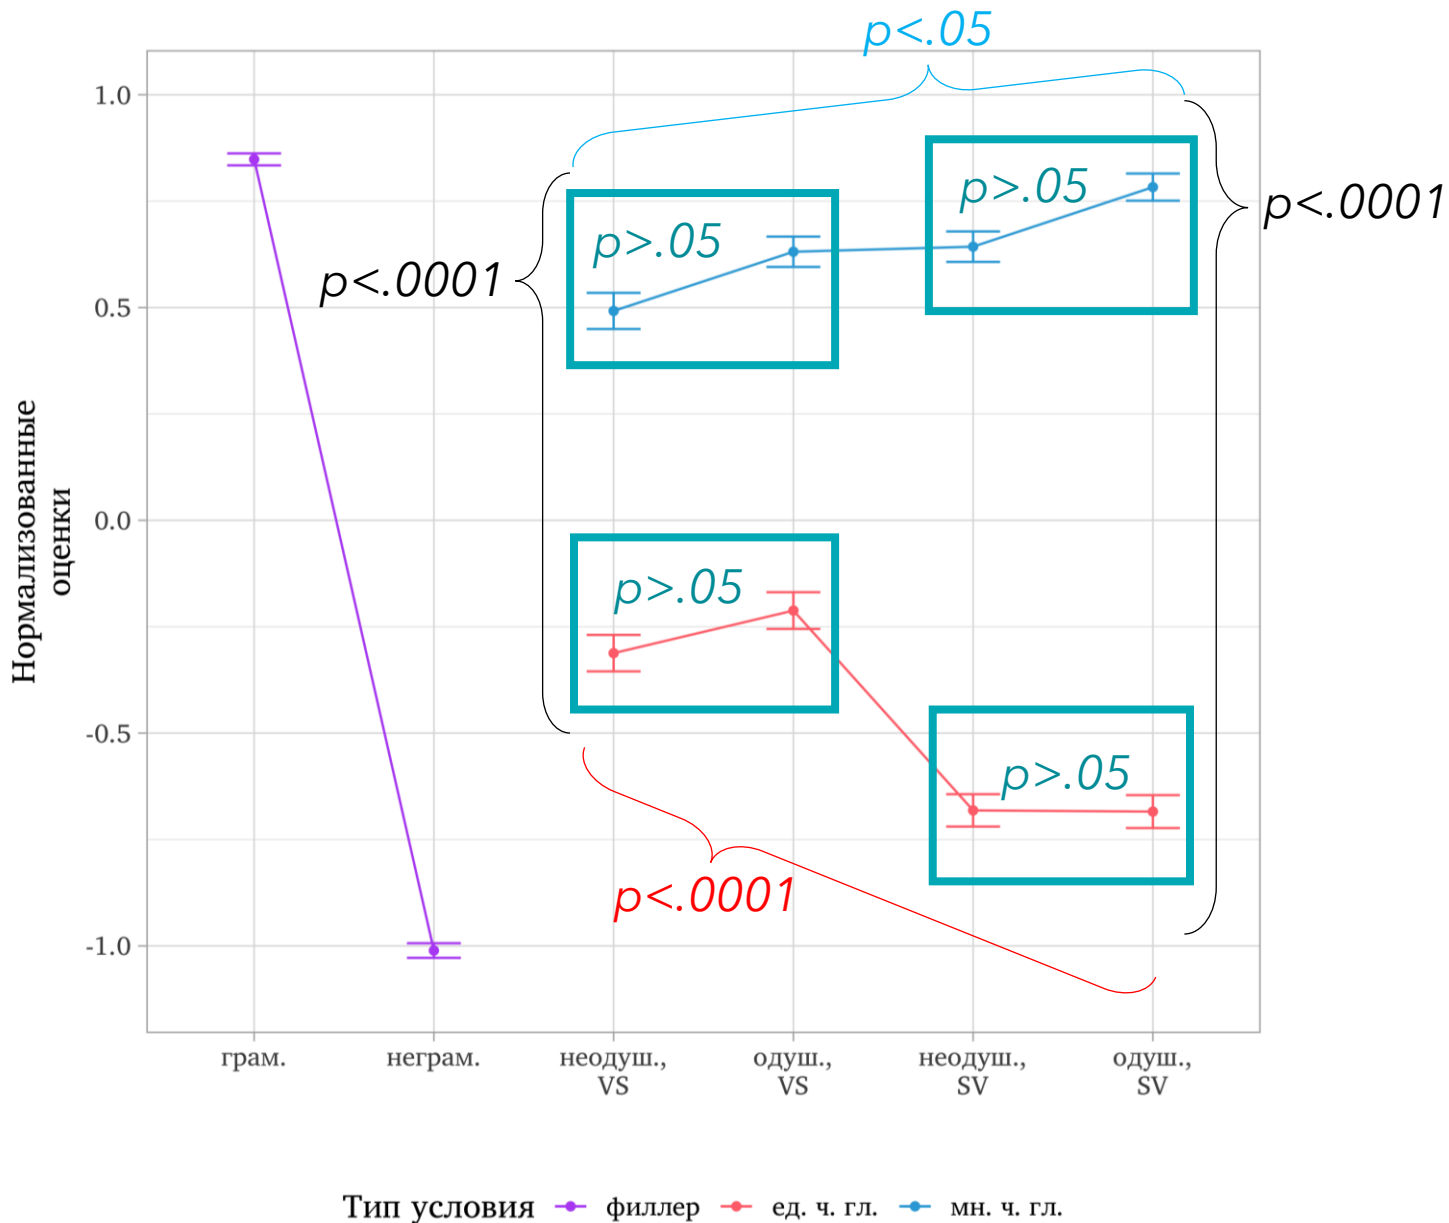 p<.05
1.0
p>.05
p>.05
p<.0001
p<.0001
0.5
Нормализованные
оценки
0.0
p>.05
-0.5
p>.05
p<.0001
-1.0
грам.
неграм.
неодуш.,
VS
одуш.,
VS
неодуш.,
SV
одуш.,
SV
Тип условия филлер ед. ч. гл. мн. ч. гл.